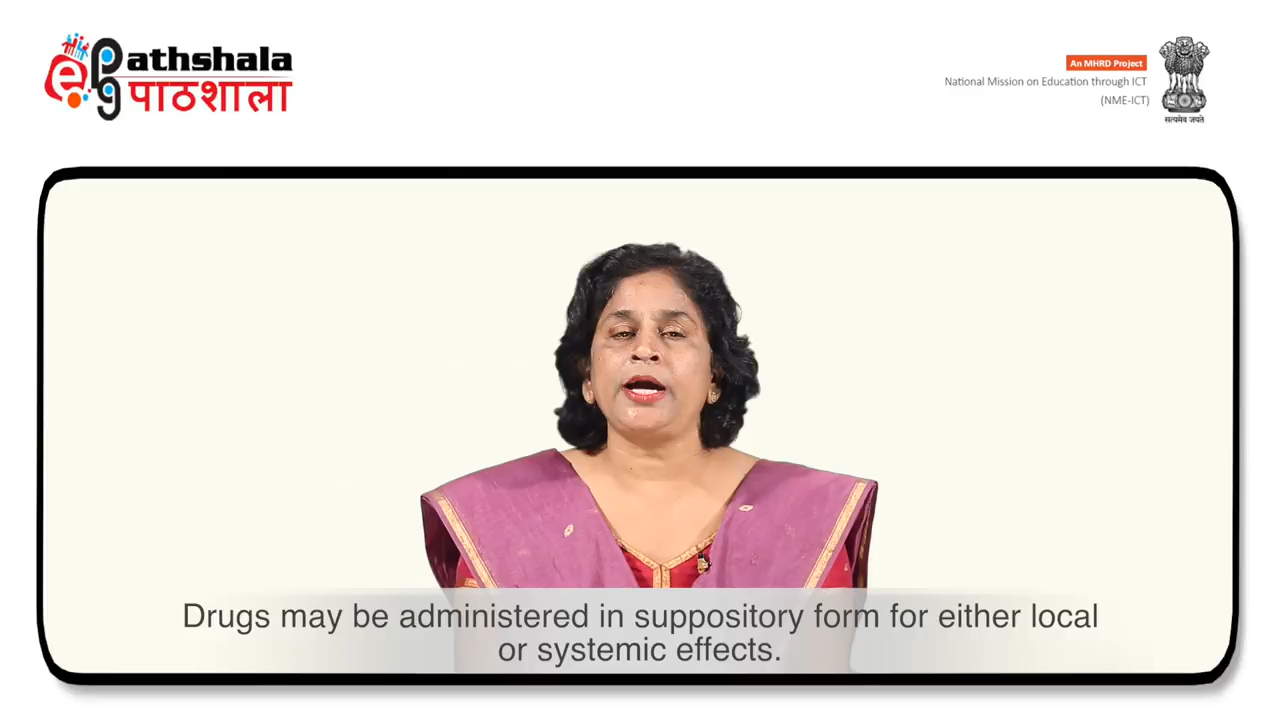 e pg Pathshala
पाठशाला
An MHRD Project
National Mission on Education through ICT
(NME-ICT)
सत्यमेव जयते
Drugs may be administered in suppository form for either local
or systemic effects.